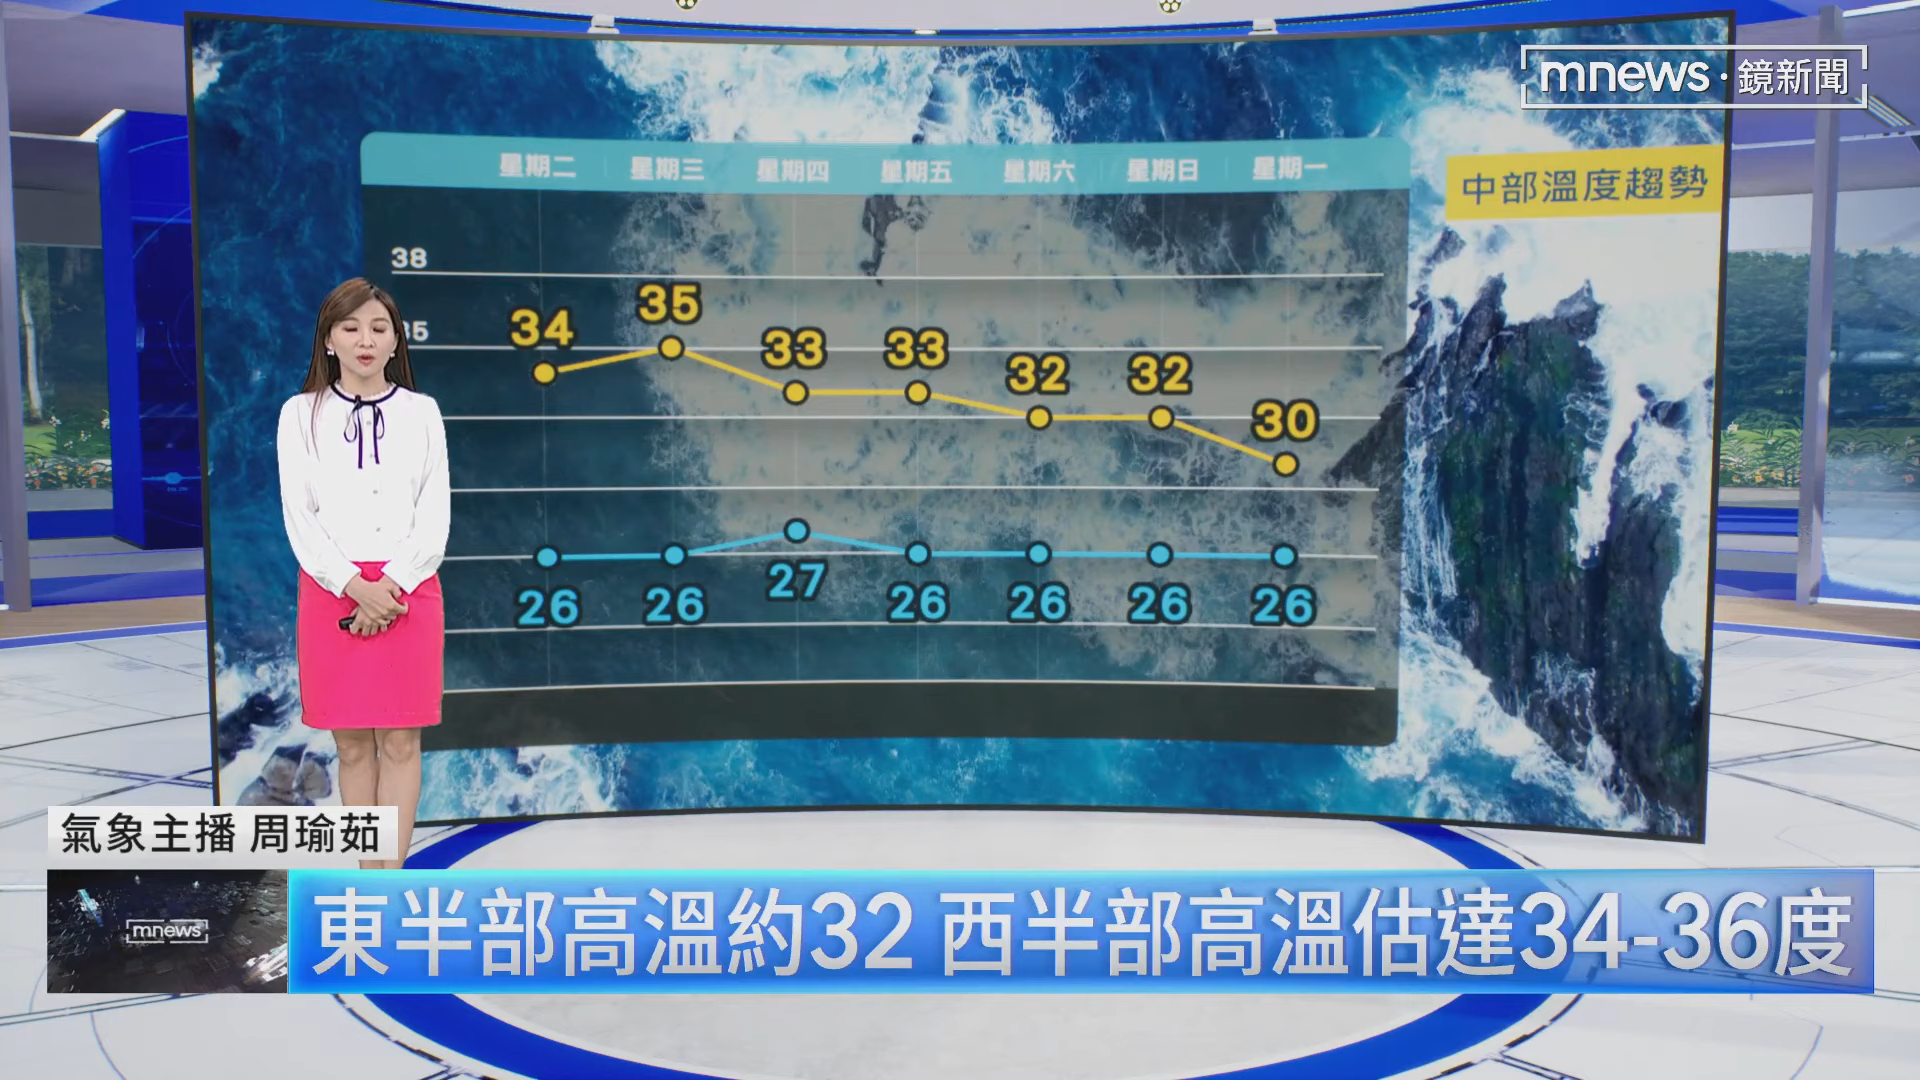 mnews·鏡新聞
星期二 星期三 星期四 星期五 星期六 星期日 星期一
中部溫度趨勢
38
35
34 35 33 33 32 32 30
26 26 27 26 26 26 26
氣象主播 周瑜茹
mnews
東半部高溫約32 西半部高溫估達34-36度